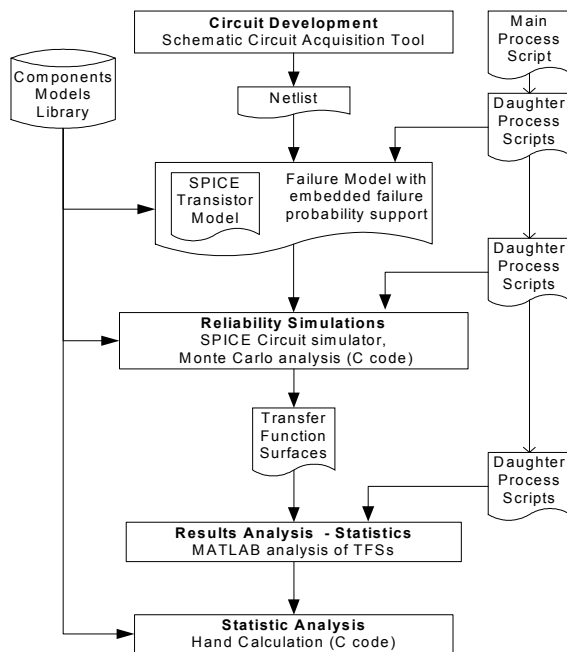 Circuit Development
Schematic Circuit Acquisition Tool
Main
Process
Script
Components
Models
Library
Netlist
Daughter
Process
Scripts
SPICE
Transistor
Model
Failure Model with
embedded failure
probability support
Daughter
Process
Scripts
Reliability Simulations
SPICE Circuit simulator,
Monte Carlo analysis (C code)
Transfer
Function
Surfaces
Daughter
Process
Scripts
Results Analysis - Statistics
MATLAB analysis of TFSs
Statistic Analysis
Hand Calculation (C code)